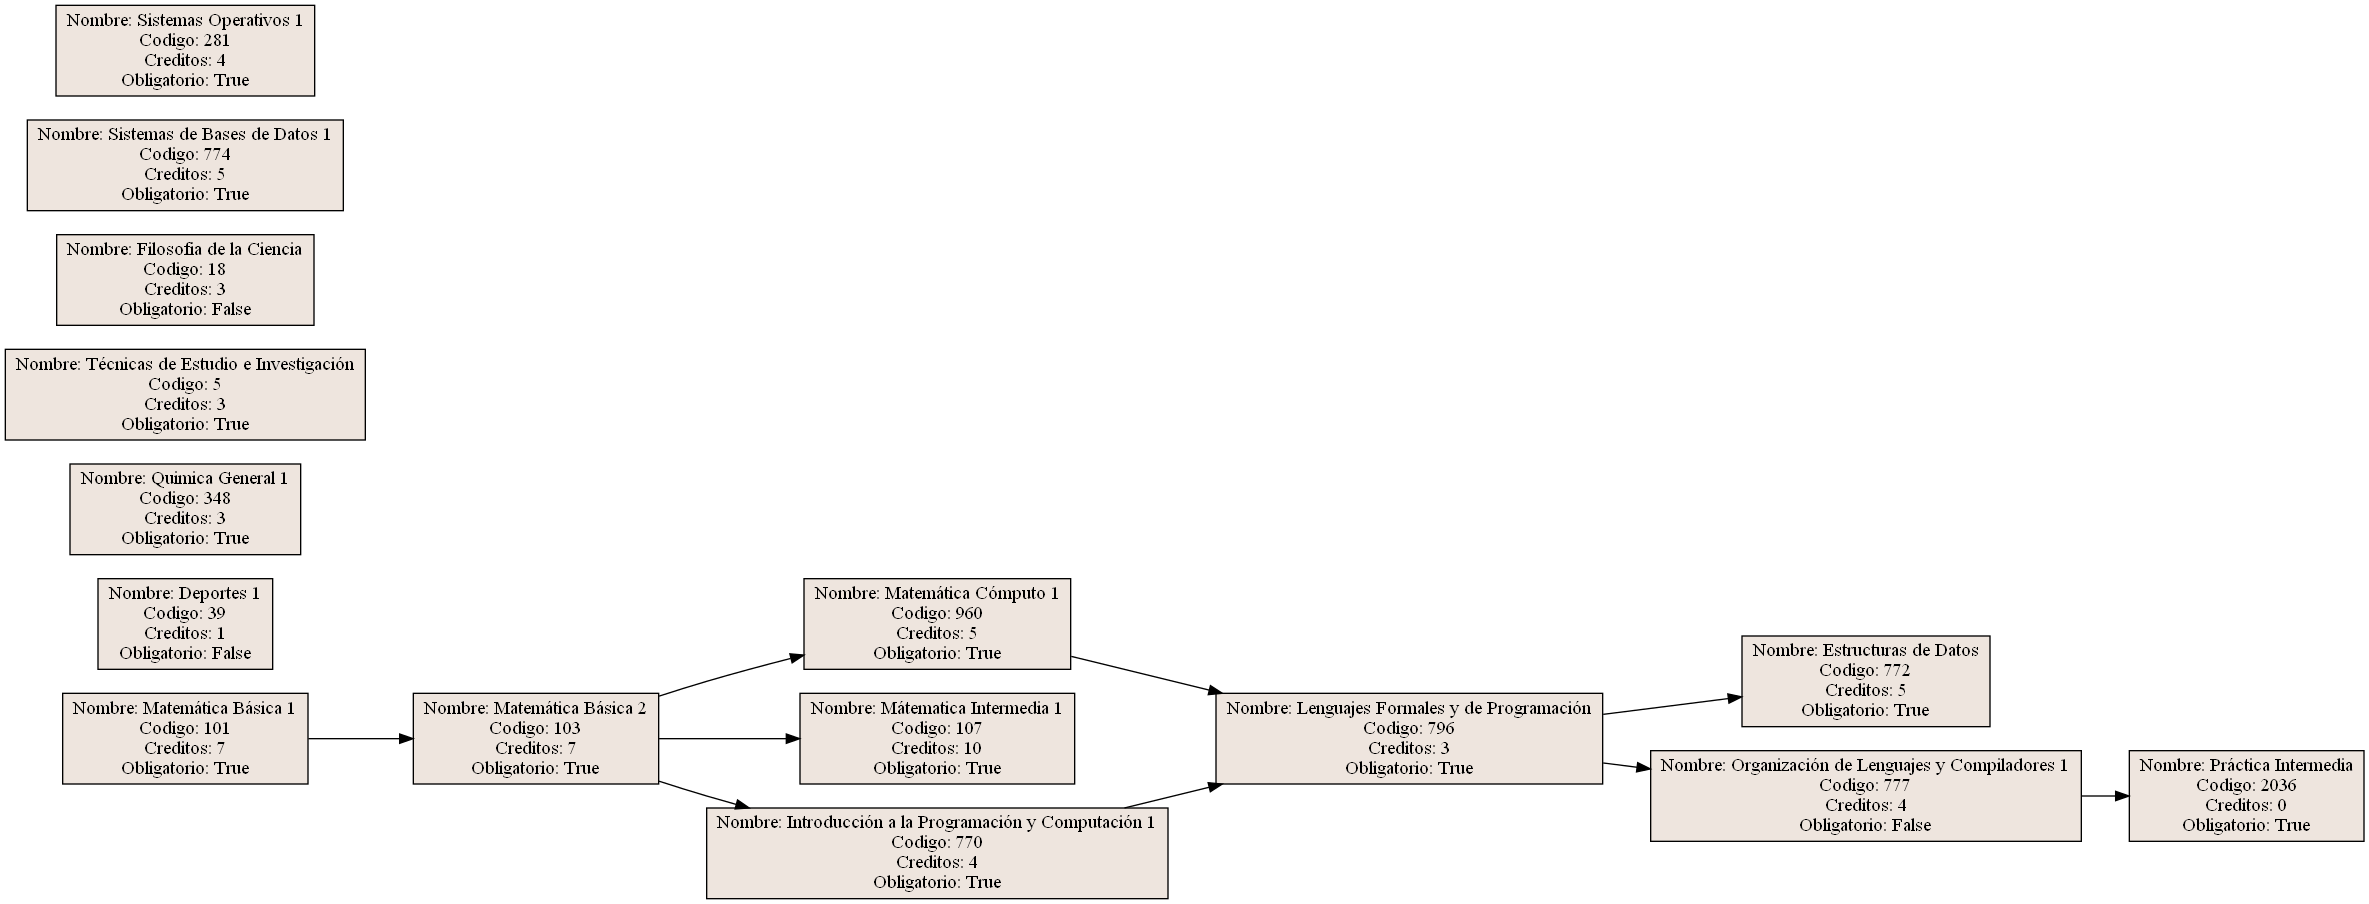 Nombre: Sistemas Operativos 1
Codigo: 281
Creditos: 4
Obligatorio: True
Nombre: Sistemas de Bases de Datos 1
Codigo: 774
Creditos: 5
Obligatorio: True
Nombre: Filosofia de la Ciencia
Codigo: 18
Creditos: 3
Obligatorio: False
Nombre: Técnicas de Estudio e Investigación
Codigo: 5
Creditos: 3
Obligatorio: True
Nombre: Quimica General 1
Codigo: 348
Creditos: 3
Obligatorio: True
Nombre: Deportes 1
Codigo: 39
Creditos: 1
Obligatorio: False
Nombre: Matemática Básica 1
Codigo: 101
Creditos: 7
Obligatorio: True
Nombre: Matemática Básica 2
Codigo: 103
Creditos: 7
Obligatorio: True
Nombre: Matemática Cómputo 1
Codigo: 960
Creditos: 5
Obligatorio: True
Nombre: Mátematica Intermedia 1
Codigo: 107
Creditos: 10
Obligatorio: True
Nombre: Introducción a la Programación y Computación 1
Codigo: 770
Creditos: 4
Obligatorio: True
Nombre: Lenguajes Formales y de Programación
Codigo: 796
Creditos: 3
Obligatorio: True
Nombre: Estructuras de Datos
Codigo: 772
Creditos: 5
Obligatorio: True
Nombre: Organización de Lenguajes y Compiladores 1
Codigo: 777
Creditos: 4
Obligatorio: False
Nombre: Práctica Intermedia
Codigo: 2036
Creditos: 0
Obligatorio: True